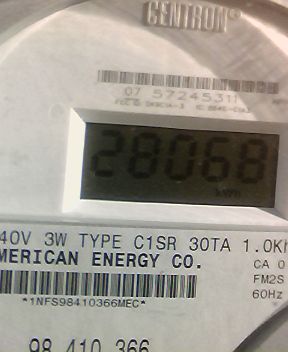 CENTRON®
07 57245311
28068
kWh
40V 3W TYPE C1SR 30TA 1.0Kh
MERICAN ENERGY CO.
CA 0
FM2S
60Hz
*1NFS98410366MEC*
98 410 366